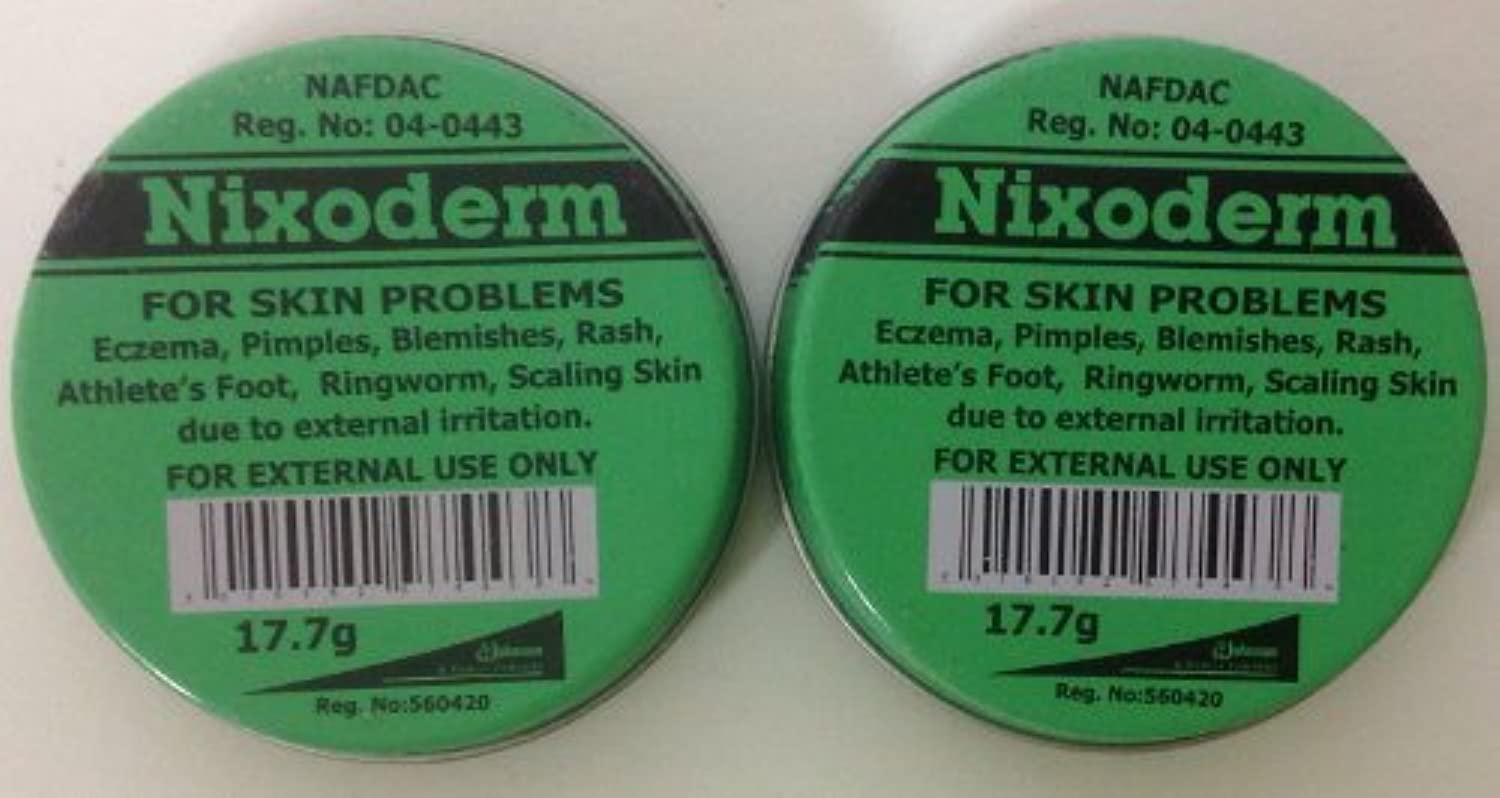 NAFDAC
Reg. No: 04-0443
Nixoderm
FOR SKIN PROBLEMS
Eczema, Pimples, Blemishes, Rash,
Athlete's Foot, Ringworm, Scaling Skin
due to external irritation.
FOR EXTERNAL USE ONLY
17.7g
Johnson
Reg. No:560420
NAFDAC
Reg. No: 04-0443
Nixoderm
FOR SKIN PROBLEMS
Eczema, Pimples, Blemishes, Rash,
Athlete's Foot, Ringworm, Scaling Skin
due to external irritation.
FOR EXTERNAL USE ONLY
17.7g
Johnson
Reg. No:560420